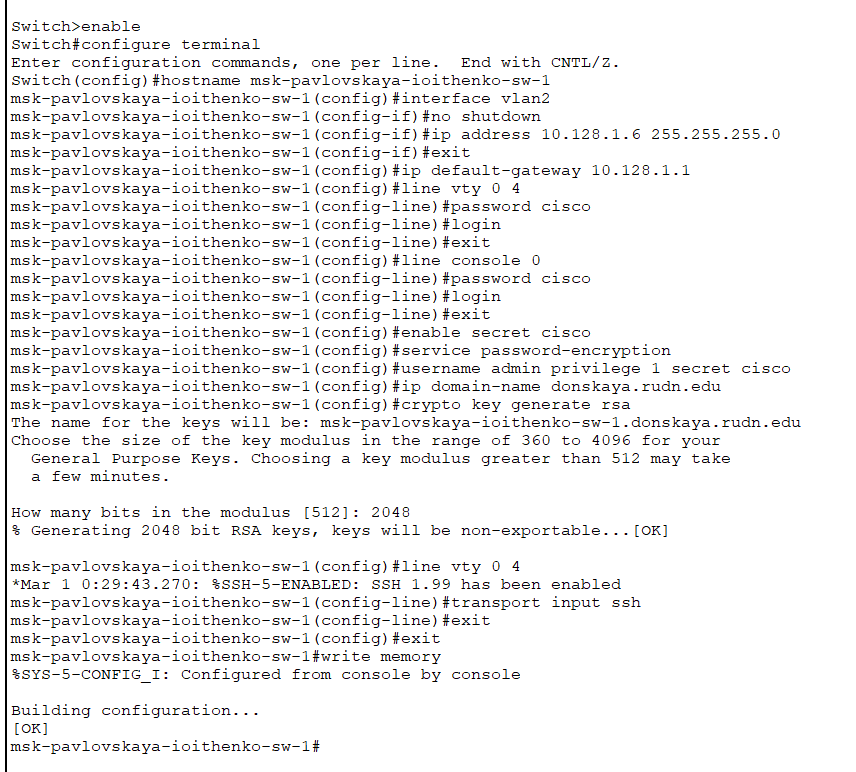 Switch>enable
Switch#configure terminal
Enter configuration commands, one per line.  End with CNTL/Z.
Switch(config)#hostname msk-pavlovskaya-ioithenko-sw-1
msk-pavlovskaya-ioithenko-sw-1(config)#interface vlan2
msk-pavlovskaya-ioithenko-sw-1(config-if)#no shutdown
msk-pavlovskaya-ioithenko-sw-1(config-if)#ip address 10.128.1.6 255.255.255.0
msk-pavlovskaya-ioithenko-sw-1(config-if)#exit
msk-pavlovskaya-ioithenko-sw-1(config)#ip default-gateway 10.128.1.1
msk-pavlovskaya-ioithenko-sw-1(config)#line vty 0 4
msk-pavlovskaya-ioithenko-sw-1(config-line)#password cisco
msk-pavlovskaya-ioithenko-sw-1(config-line)#login
msk-pavlovskaya-ioithenko-sw-1(config-line)#exit
msk-pavlovskaya-ioithenko-sw-1(config)#line console 0
msk-pavlovskaya-ioithenko-sw-1(config-line)#password cisco
msk-pavlovskaya-ioithenko-sw-1(config-line)#login
msk-pavlovskaya-ioithenko-sw-1(config-line)#exit
msk-pavlovskaya-ioithenko-sw-1(config)#enable secret cisco
msk-pavlovskaya-ioithenko-sw-1(config)#service password-encryption
msk-pavlovskaya-ioithenko-sw-1(config)#username admin privilege 1 secret cisco
msk-pavlovskaya-ioithenko-sw-1(config)#ip domain-name donskaya.rudn.edu
msk-pavlovskaya-ioithenko-sw-1(config)#crypto key generate rsa
The name for the keys will be: msk-pavlovskaya-ioithenko-sw-1.donskaya.rudn.edu
Choose the size of the key modulus in the range of 360 to 4096 for your
  General Purpose Keys. Choosing a key modulus greater than 512 may take
  a few minutes.

How many bits in the modulus [512]: 2048
% Generating 2048 bit RSA keys, keys will be non-exportable...[OK]

msk-pavlovskaya-ioithenko-sw-1(config)#line vty 0 4
*Mar 1 0:29:43.270: %SSH-5-ENABLED: SSH 1.99 has been enabled
msk-pavlovskaya-ioithenko-sw-1(config-line)#transport input ssh
msk-pavlovskaya-ioithenko-sw-1(config-line)#exit
msk-pavlovskaya-ioithenko-sw-1(config)#exit
msk-pavlovskaya-ioithenko-sw-1#write memory
%SYS-5-CONFIG_I: Configured from console by console

Building configuration...
[OK]
msk-pavlovskaya-ioithenko-sw-1#